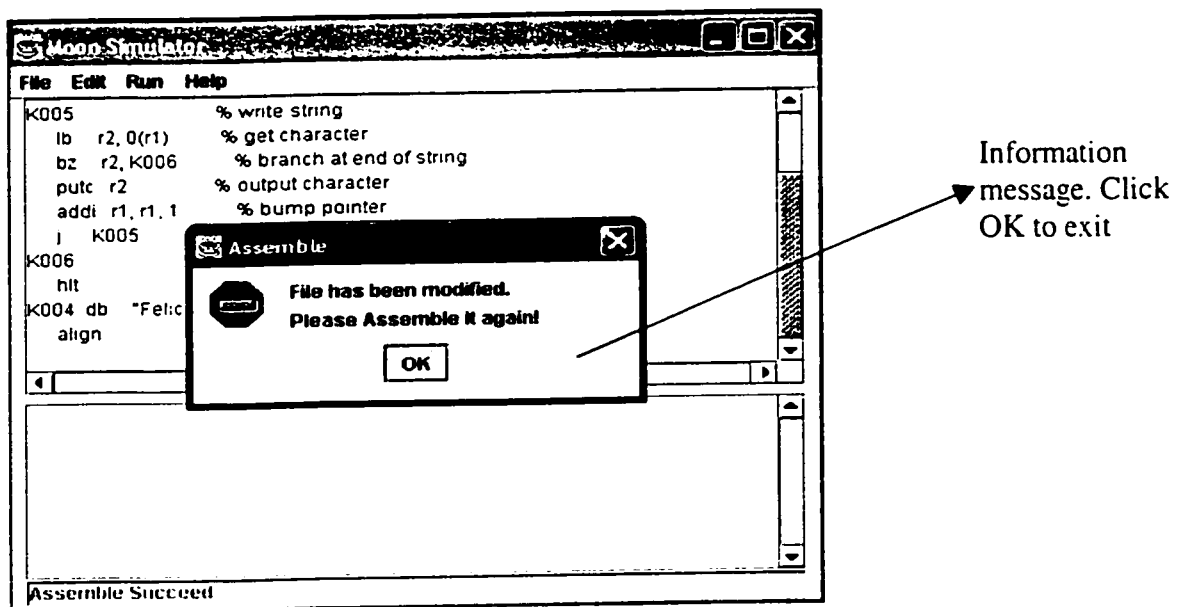 Moon Simulator
File Edit Run Help
K005 % write string
lb r2, 0(r1) % get character
bz r2, K006 % branch at end of string
putc r2 % output character
addi r1, r1, 1 % bump pointer
j K005
K006
hlt
K004 db "Felic
align
Assemble
File has been modified.
Please Assemble it again!
OK
Assemble Succeed
Information
message. Click
OK to exit